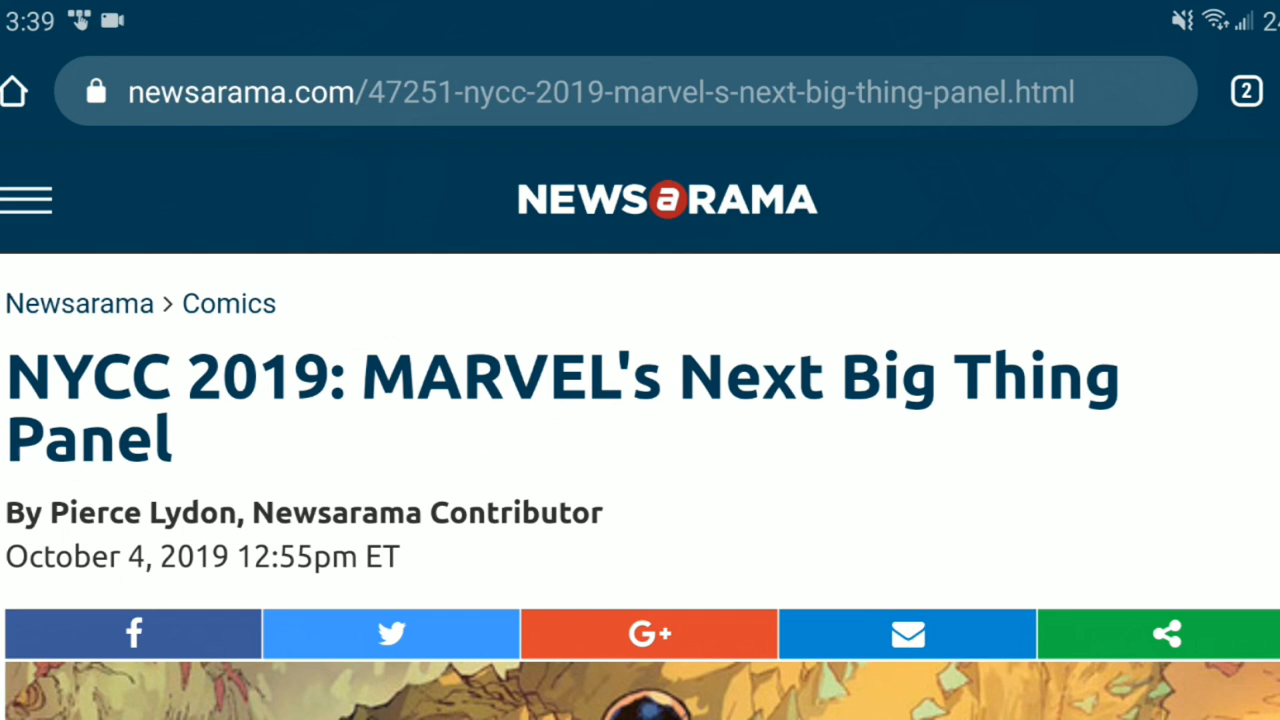 3:39
newsarama.com/47251-nycc-2019-marvel-s-next-big-thing-panel.html
2
NEWSaRAMA
Newsarama > Comics
NYCC 2019: MARVEL's Next Big Thing
Panel
By Pierce Lydon, Newsarama Contributor
October 4, 2019 12:55pm ET
f
G+